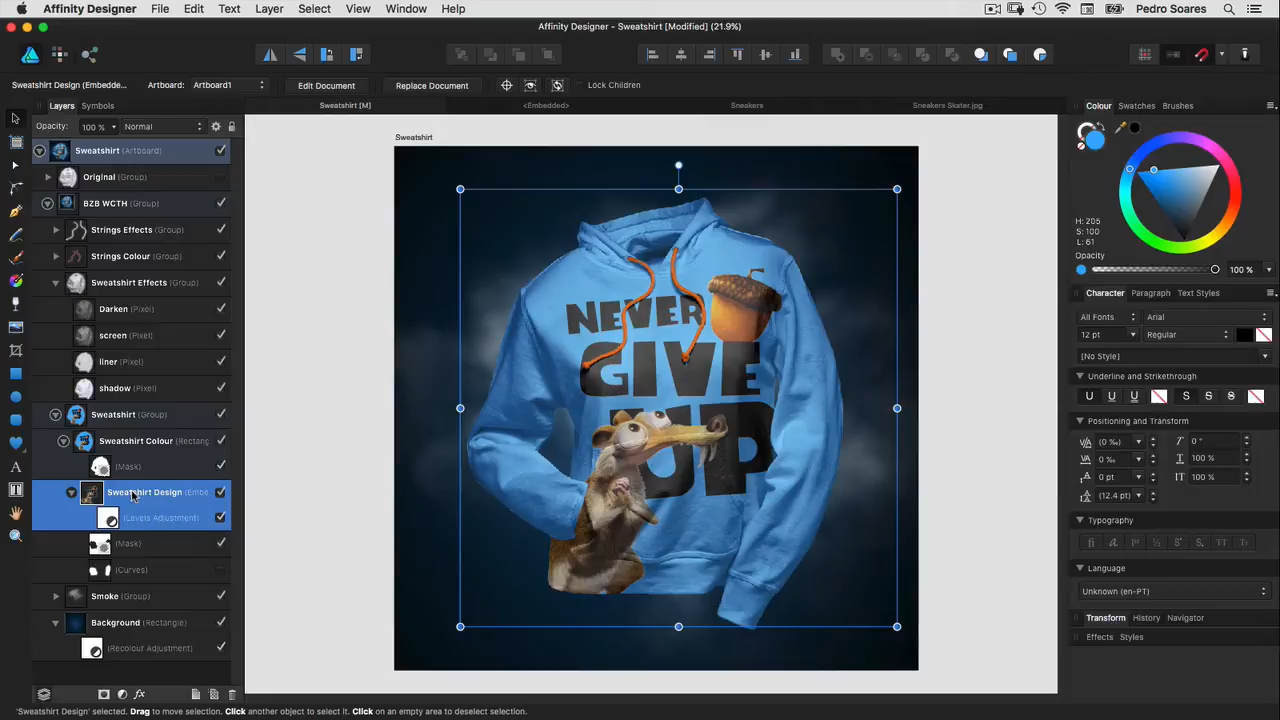 Affinity Designer File Edit Text Layer Select View Window Help Pedro Soares
Affinity Designer - Sweatshirt [Modified] (21.9%)
Sweatshirt Design (Embedde... Artboard: Artboard1 Edit Document Replace Document Lock Children
Layers Symbols
Sweatshirt [M] <Embedded> Sneakers Sneakers Skater.jpg
Opacity: 100 % Normal
Sweatshirt (Artboard)
Original (Group)
BZB WCTH (Group)
Strings Effects (Group)
Strings Colour (Group)
Sweatshirt Effects (Group)
Darken (Pixel)
screen (Pixel)
liner (Pixel)
shadow (Pixel)
Sweatshirt (Group)
Sweatshirt Colour (Rectang
(Mask)
Sweatshirt Design (Embe
(Levels Adjustment)
(Mask)
(Curves)
Smoke (Group)
Background (Rectangle)
(Recolour Adjustment)
Sweatshirt
NEVER
GIVE
UP
Colour Swatches Brushes
H: 205
S: 100
L: 61
Opacity
100 %
Character Paragraph Text Styles
All Fonts Arial
12 pt Regular
[No Style]
Underline and Strikethrough
U U U S S S
Positioning and Transform
(0 ‰) 0 °
0 ‰ 100 %
0 pt 100 %
(12.4 pt)
Typography
Language
Unknown (en-PT)
Transform History Navigator
Effects Styles
'Sweatshirt Design' selected. Drag to move selection. Click another object to select it. Click on an empty area to deselect selection.